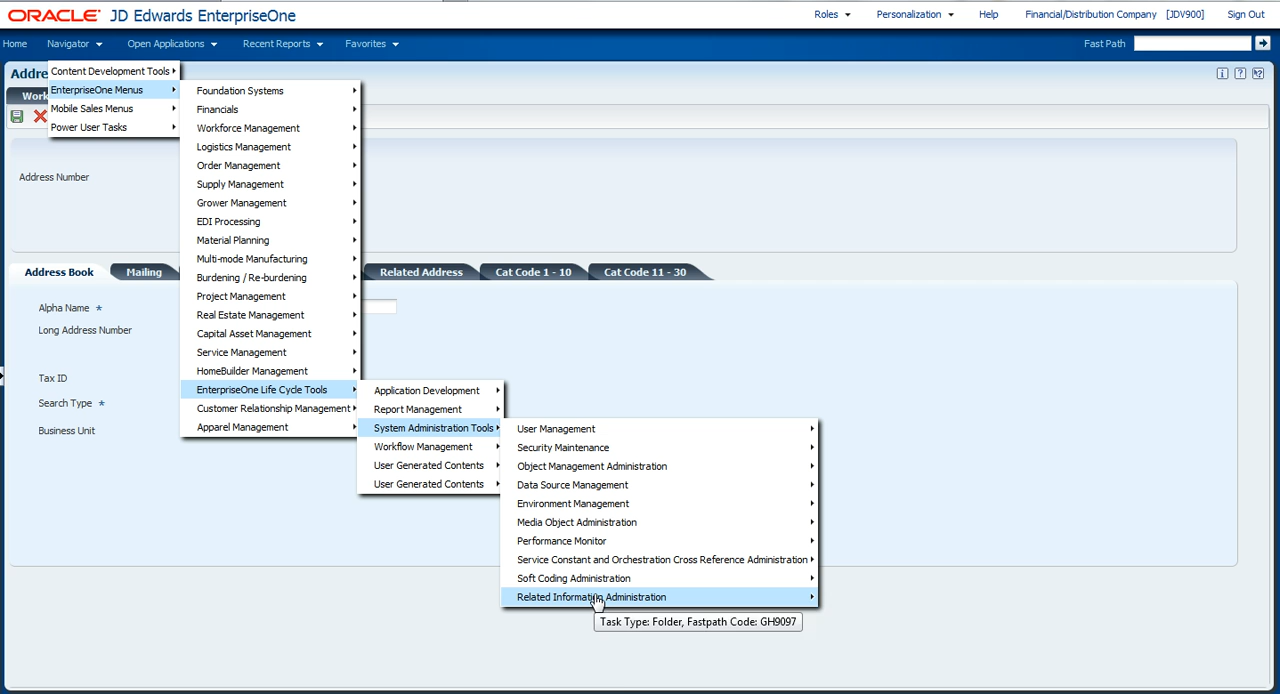 ORACLE® JD Edwards EnterpriseOne
Roles Personalization Help Financial/Distribution Company [JDV900] Sign Out
Home Navigator Open Applications Recent Reports Favorites Fast Path
Addre
Work
Content Development Tools
EnterpriseOne Menus
Mobile Sales Menus
Power User Tasks
Foundation Systems
Financials
Workforce Management
Logistics Management
Order Management
Supply Management
Grower Management
EDI Processing
Material Planning
Multi-mode Manufacturing
Burdening / Re-burdening
Project Management
Real Estate Management
Capital Asset Management
Service Management
HomeBuilder Management
EnterpriseOne Life Cycle Tools
Customer Relationship Management
Apparel Management
Application Development
Report Management
System Administration Tools
Workflow Management
User Generated Contents
User Generated Contents
User Management
Security Maintenance
Object Management Administration
Data Source Management
Environment Management
Media Object Administration
Performance Monitor
Service Constant and Orchestration Cross Reference Administration
Soft Coding Administration
Related Information Administration
Task Type: Folder, Fastpath Code: GH9097
Address Number
Address Book Mailing Related Address Cat Code 1 - 10 Cat Code 11 - 30
Alpha Name *
Long Address Number
Tax ID
Search Type *
Business Unit